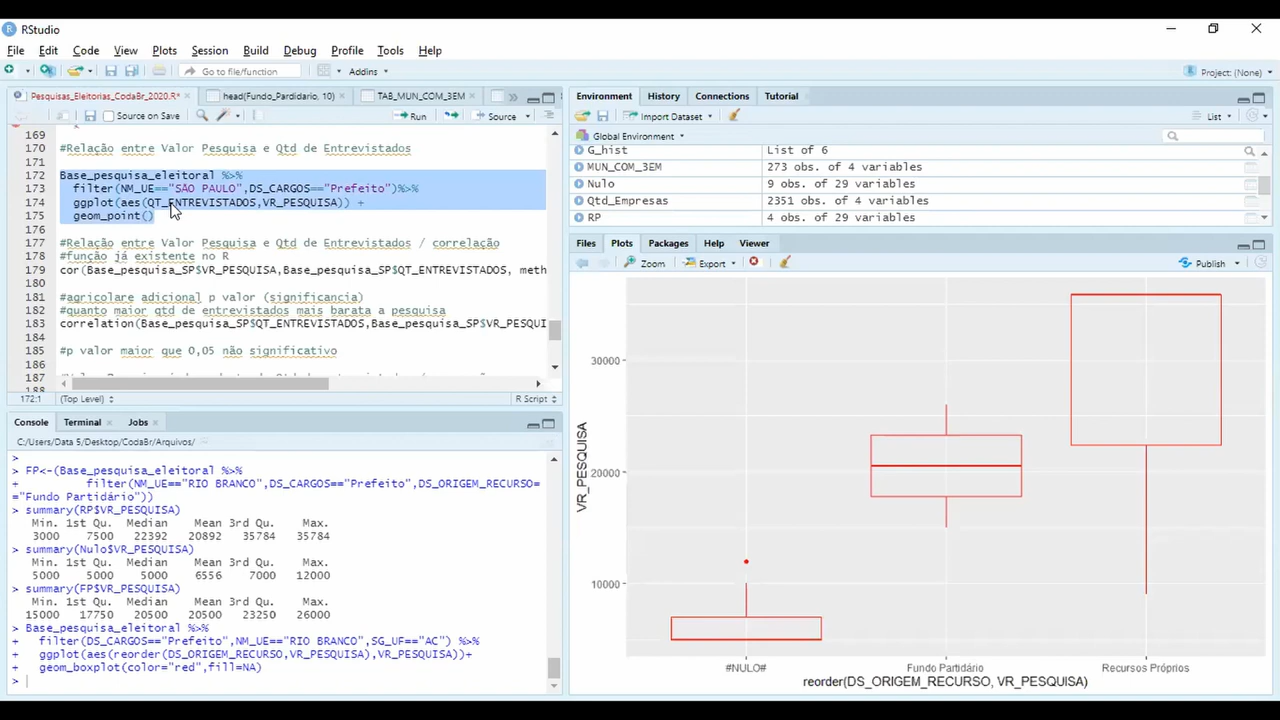 RStudio
File Edit Code View Plots Session Build Debug Profile Tools Help
Go to file/function Addins Project: (None)
Pesquisas_Eleitorias_CodaBr_2020.R* head(Fundo_Pardidario, 10) TAB_MUN_COM_3EM
Source on Save Run Source
169
170 #Relação entre Valor Pesquisa e Qtd de Entrevistados
171
172 Base_pesquisa_eleitoral %>%
173 filter(NM_UE=="SÃO PAULO",DS_CARGOS=="Prefeito")%>%
174 ggplot(aes(QT_ENTREVISTADOS,VR_PESQUISA)) +
175 geom_point()
176
177 #Relação entre Valor Pesquisa e Qtd de Entrevistados / correlação
178 #função já existente no R
179 cor(Base_pesquisa_SP$VR_PESQUISA,Base_pesquisa_SP$QT_ENTREVISTADOS, meth
180
181 #agricolare adicional p valor (significancia)
182 #quanto maior qtd de entrevistados mais barata a pesquisa
183 correlation(Base_pesquisa_SP$QT_ENTREVISTADOS,Base_pesquisa_SP$VR_PESQUI
184
185 #p valor maior que 0,05 não significativo
186
187
188
172:1 (Top Level) R Script
Console Terminal Jobs
C:/Users/Data 5/Desktop/CodaBr/Arquivos/
>
> FP<-(Base_pesquisa_eleitoral %>%
+ filter(NM_UE=="RIO BRANCO",DS_CARGOS=="Prefeito",DS_ORIGEM_RECURSO=
="Fundo Partidário"))
> summary(RP$VR_PESQUISA)
Min. 1st Qu. Median Mean 3rd Qu. Max.
3000 7500 22392 20892 35784 35784
> summary(Nulo$VR_PESQUISA)
Min. 1st Qu. Median Mean 3rd Qu. Max.
5000 5000 5000 6556 7000 12000
> summary(FP$VR_PESQUISA)
Min. 1st Qu. Median Mean 3rd Qu. Max.
15000 17750 20500 20500 23250 26000
> Base_pesquisa_eleitoral %>%
+ filter(DS_CARGOS=="Prefeito",NM_UE=="RIO BRANCO",SG_UF=="AC") %>%
+ ggplot(aes(reorder(DS_ORIGEM_RECURSO,VR_PESQUISA),VR_PESQUISA))+
+ geom_boxplot(color="red",fill=NA)
>
Environment History Connections Tutorial
Import Dataset List
Global Environment
G_hist List of 6
MUN_COM_3EM 273 obs. of 4 variables
Nulo 9 obs. of 29 variables
Qtd_Empresas 2351 obs. of 4 variables
RP 4 obs. of 29 variables
Files Plots Packages Help Viewer
Zoom Export Publish
VR_PESQUISA
30000
20000
10000
#NULO# Fundo Partidário Recursos Próprios
reorder(DS_ORIGEM_RECURSO, VR_PESQUISA)